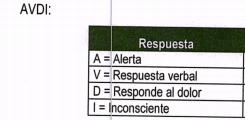 AVDI:
Respuesta
A = Alerta
V = Respuesta verbal
D = Responde al dolor
I = Inconsciente